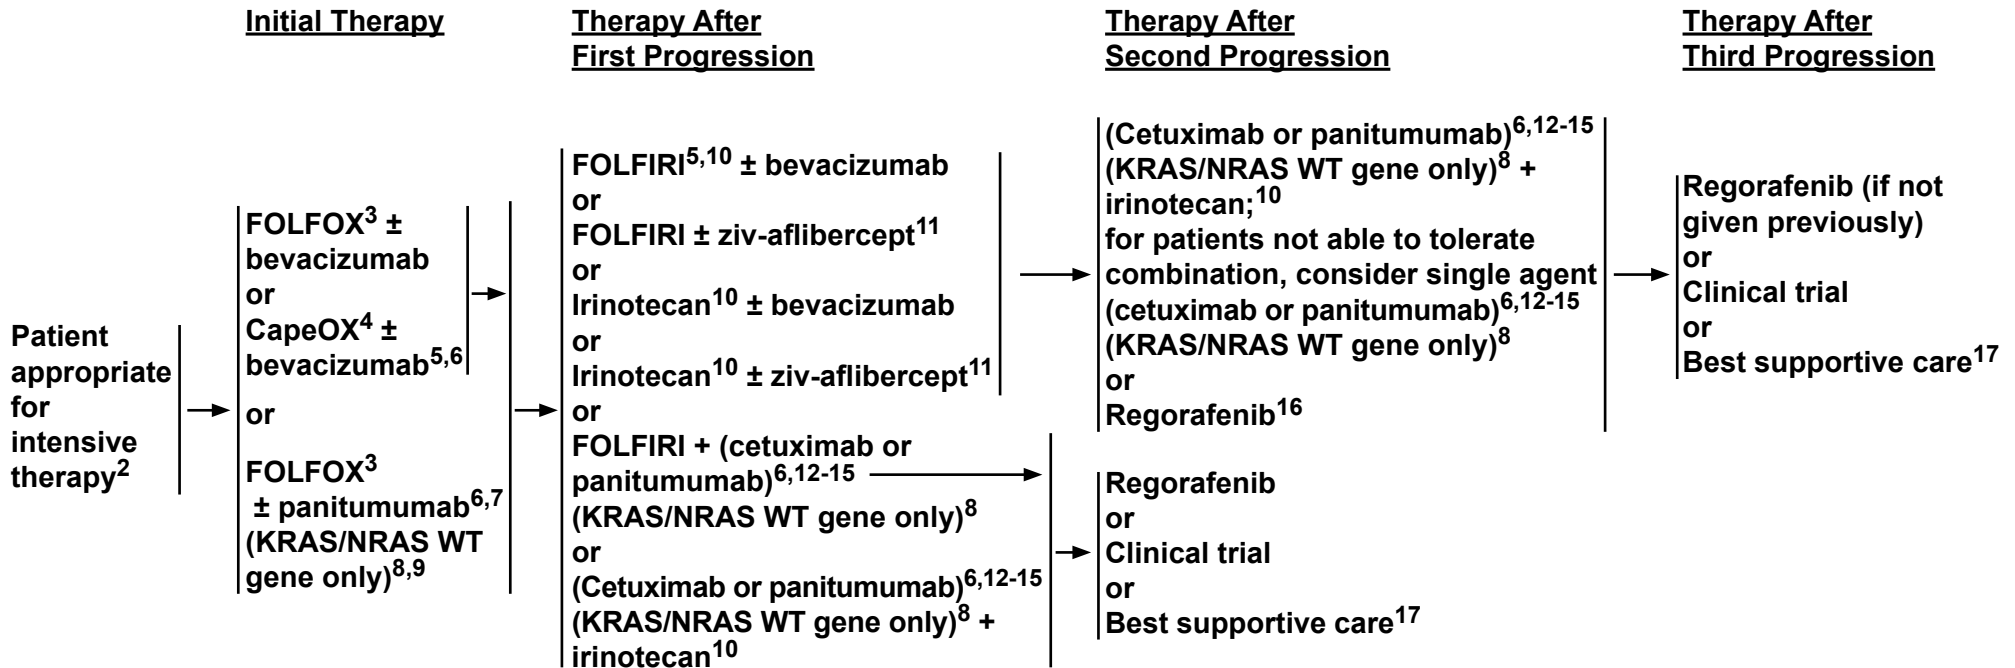 Initial Therapy
Therapy After
First Progression
Therapy After
Second Progression
Therapy After
Third Progression
Patient
appropriate
for
intensive
therapy2
FOLFOX3 ±
bevacizumab
or
CapeOX4 ±
bevacizumab5,6
or
FOLFOX3
± panitumumab6,7
(KRAS/NRAS WT
gene only)8,9
FOLFIRI5,10 ± bevacizumab
or
FOLFIRI ± ziv-aflibercept11
or
Irinotecan10 ± bevacizumab
or
Irinotecan10 ± ziv-aflibercept11
or
FOLFIRI + (cetuximab or
panitumumab)6,12-15
(KRAS/NRAS WT gene only)8
or
(Cetuximab or panitumumab)6,12-15
(KRAS/NRAS WT gene only)8 +
irinotecan10
(Cetuximab or panitumumab)6,12-15
(KRAS/NRAS WT gene only)8 +
irinotecan;10
for patients not able to tolerate
combination, consider single agent
(cetuximab or panitumumab)6,12-15
(KRAS/NRAS WT gene only)8
or
Regorafenib16
Regorafenib
or
Clinical trial
or
Best supportive care17
Regorafenib (if not
given previously)
or
Clinical trial
or
Best supportive care17